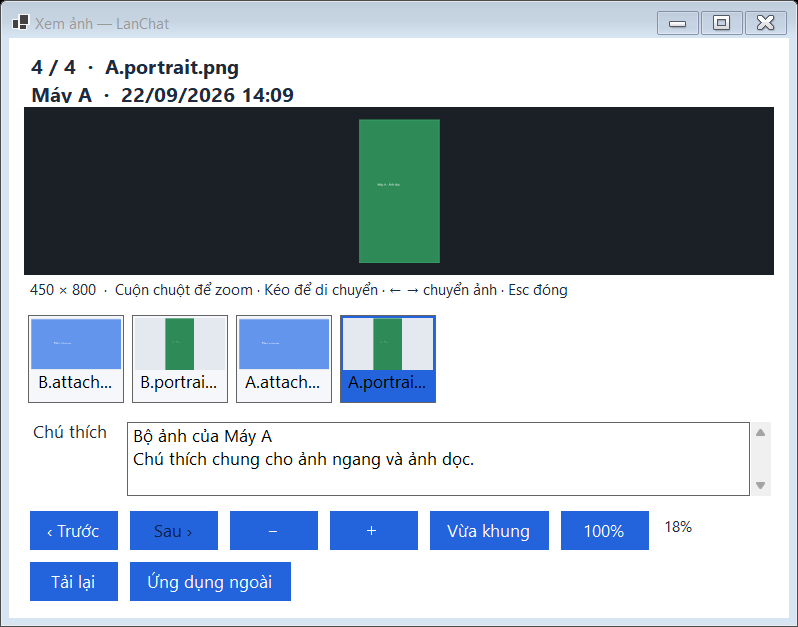 Xem ảnh — LanChat
4 / 4 · A.portrait.png
Máy A · 22/09/2026 14:09
450 × 800 · Cuộn chuột để zoom · Kéo để di chuyển · ← → chuyển ảnh · Esc đóng
B.attach... B.portrai... A.attach... A.portrai...
Chú thích
Bộ ảnh của Máy A
Chú thích chung cho ảnh ngang và ảnh dọc.
‹ Trước Sau › − + Vừa khung 100% 18%
Tải lại Ứng dụng ngoài